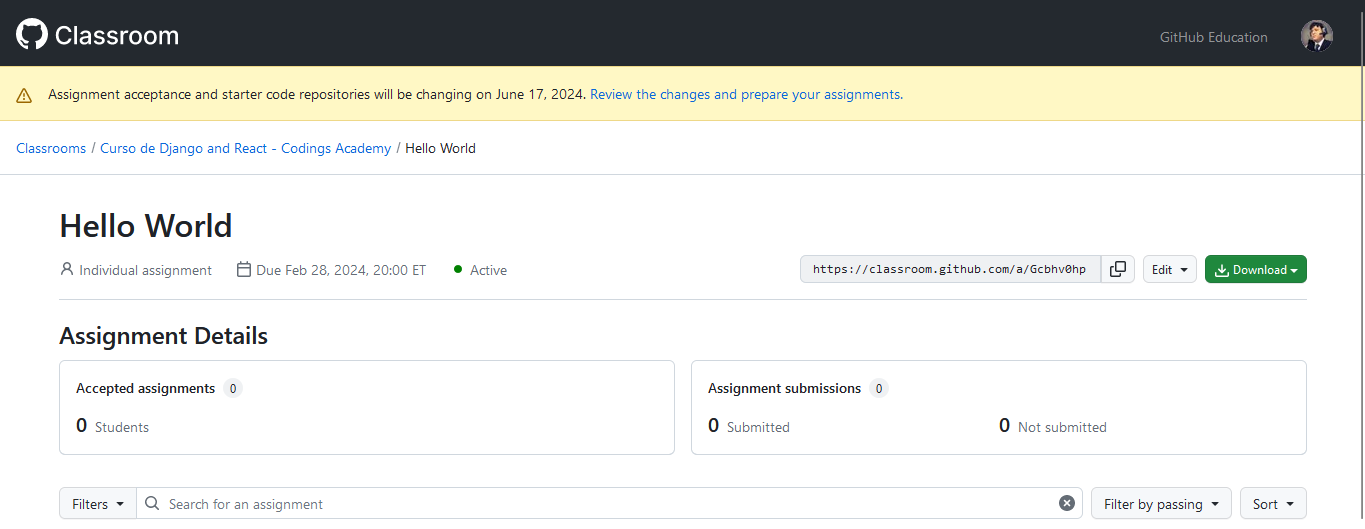 Classroom
GitHub Education
Assignment acceptance and starter code repositories will be changing on June 17, 2024. Review the changes and prepare your assignments.
Classrooms / Curso de Django and React - Codings Academy / Hello World
Hello World
Individual assignment
Due Feb 28, 2024, 20:00 ET
Active
https://classroom.github.com/a/Gcbhv0hp
Edit
Download
Assignment Details
Accepted assignments 0
0 Students
Assignment submissions 0
0 Submitted
0 Not submitted
Filters
Search for an assignment
Filter by passing
Sort